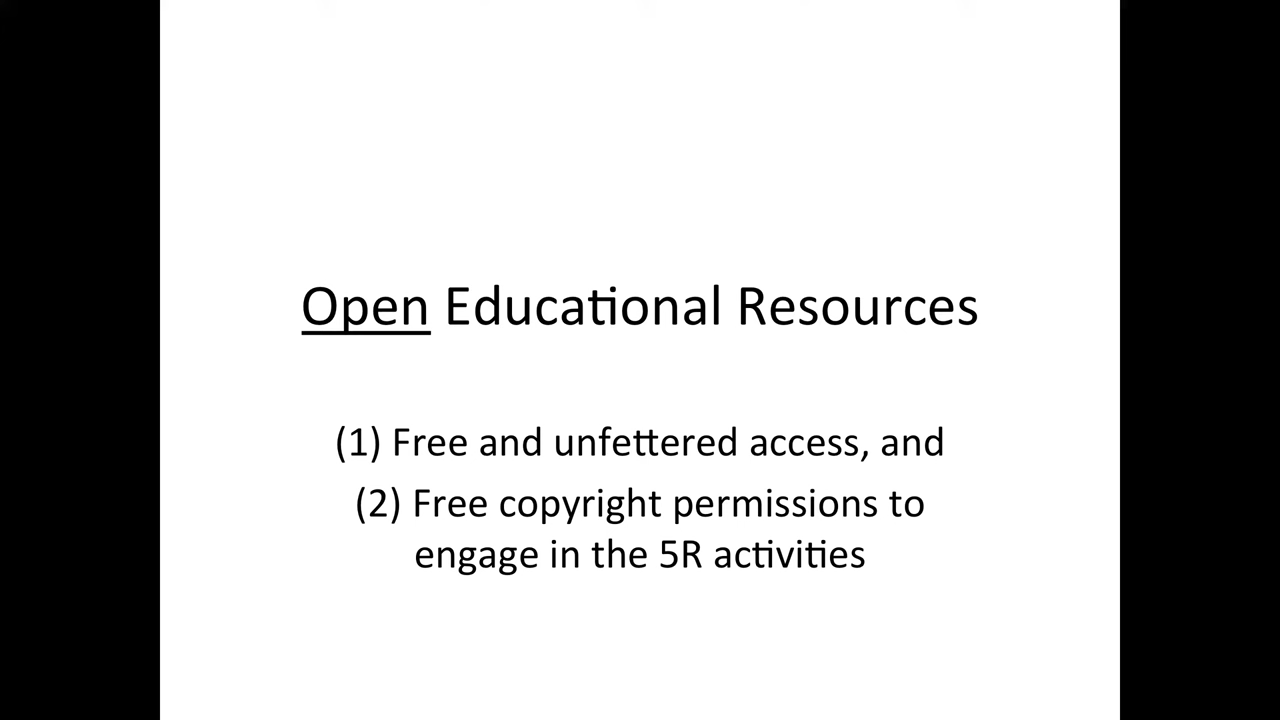 Open Educational Resources
(1) Free and unfettered access, and
(2) Free copyright permissions to
engage in the 5R activities